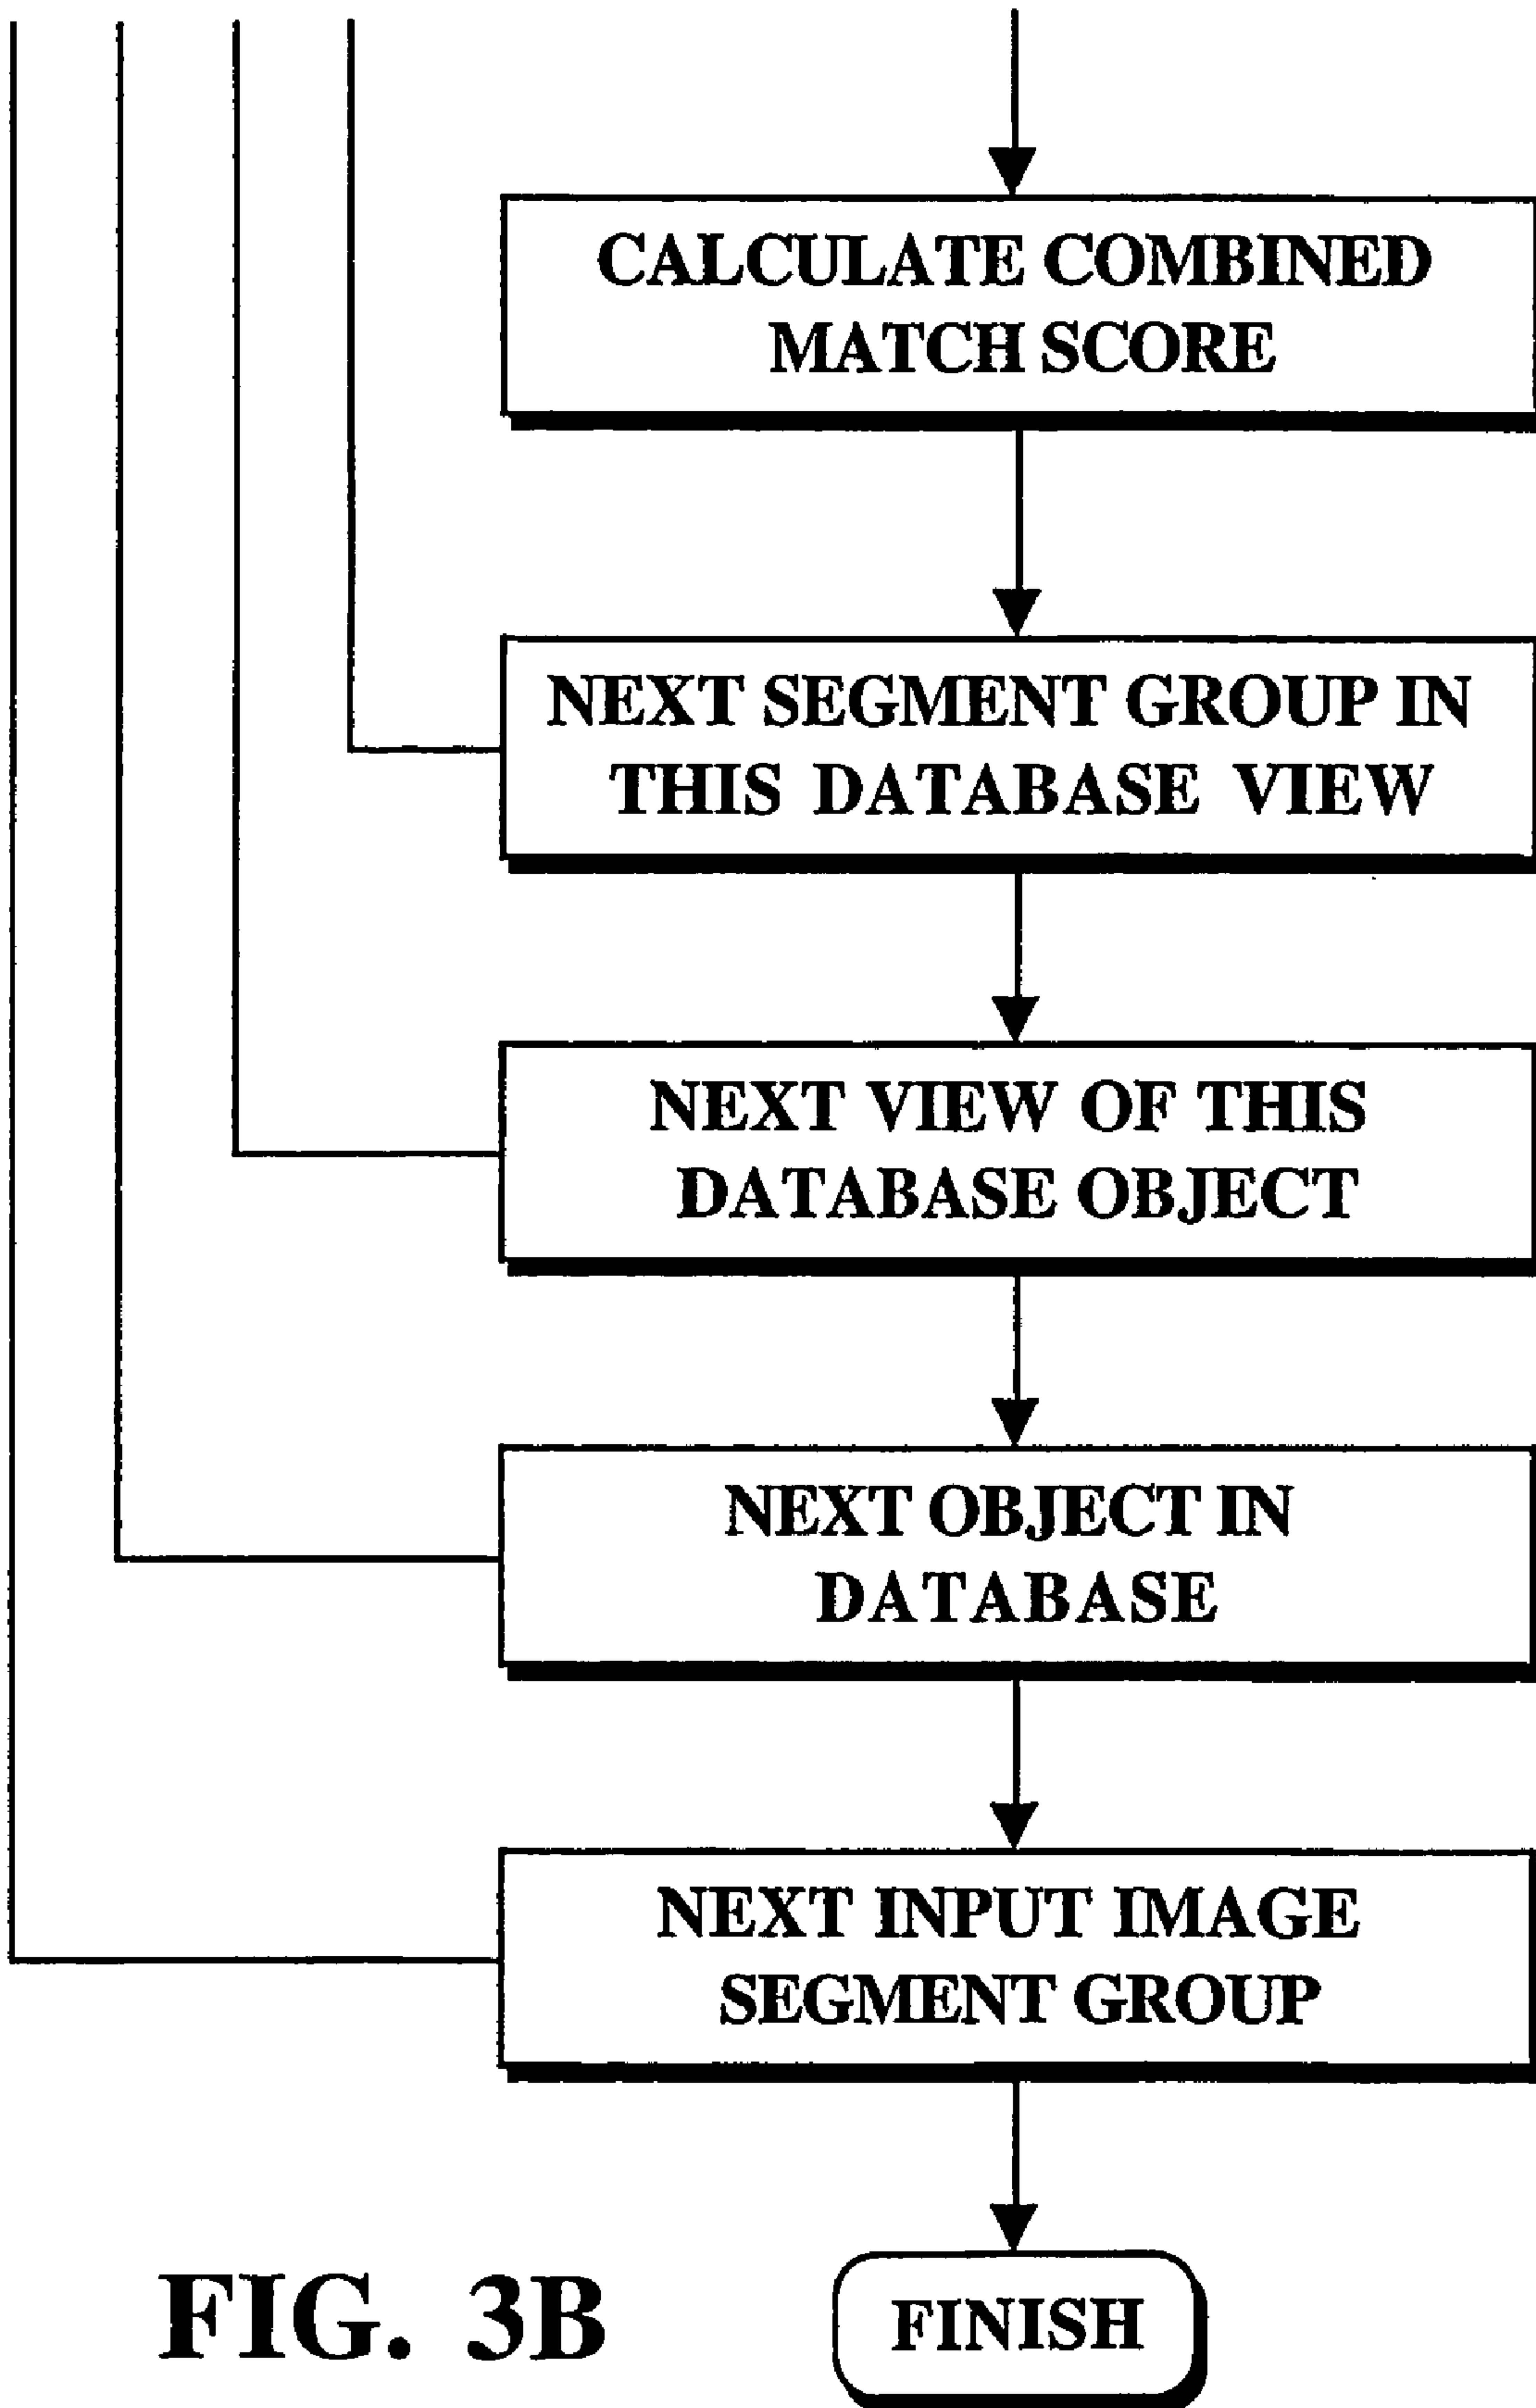 CALCULATE COMBINED
MATCH SCORE
NEXT SEGMENT GROUP IN
THIS DATABASE VIEW
NEXT VIEW OF THIS
DATABASE OBJECT
NEXT OBJECT IN
DATABASE
NEXT INPUT IMAGE
SEGMENT GROUP
FINISH
FIG. 3B